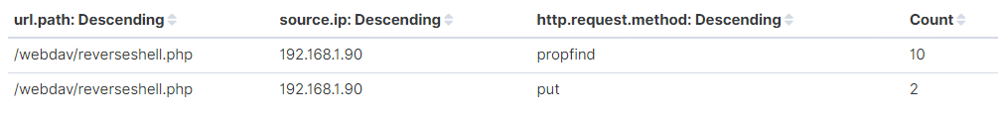 url.path: Descending source.ip: Descending http.request.method: Descending Count
/webdav/reverseshell.php 192.168.1.90 propfind 10
/webdav/reverseshell.php 192.168.1.90 put 2